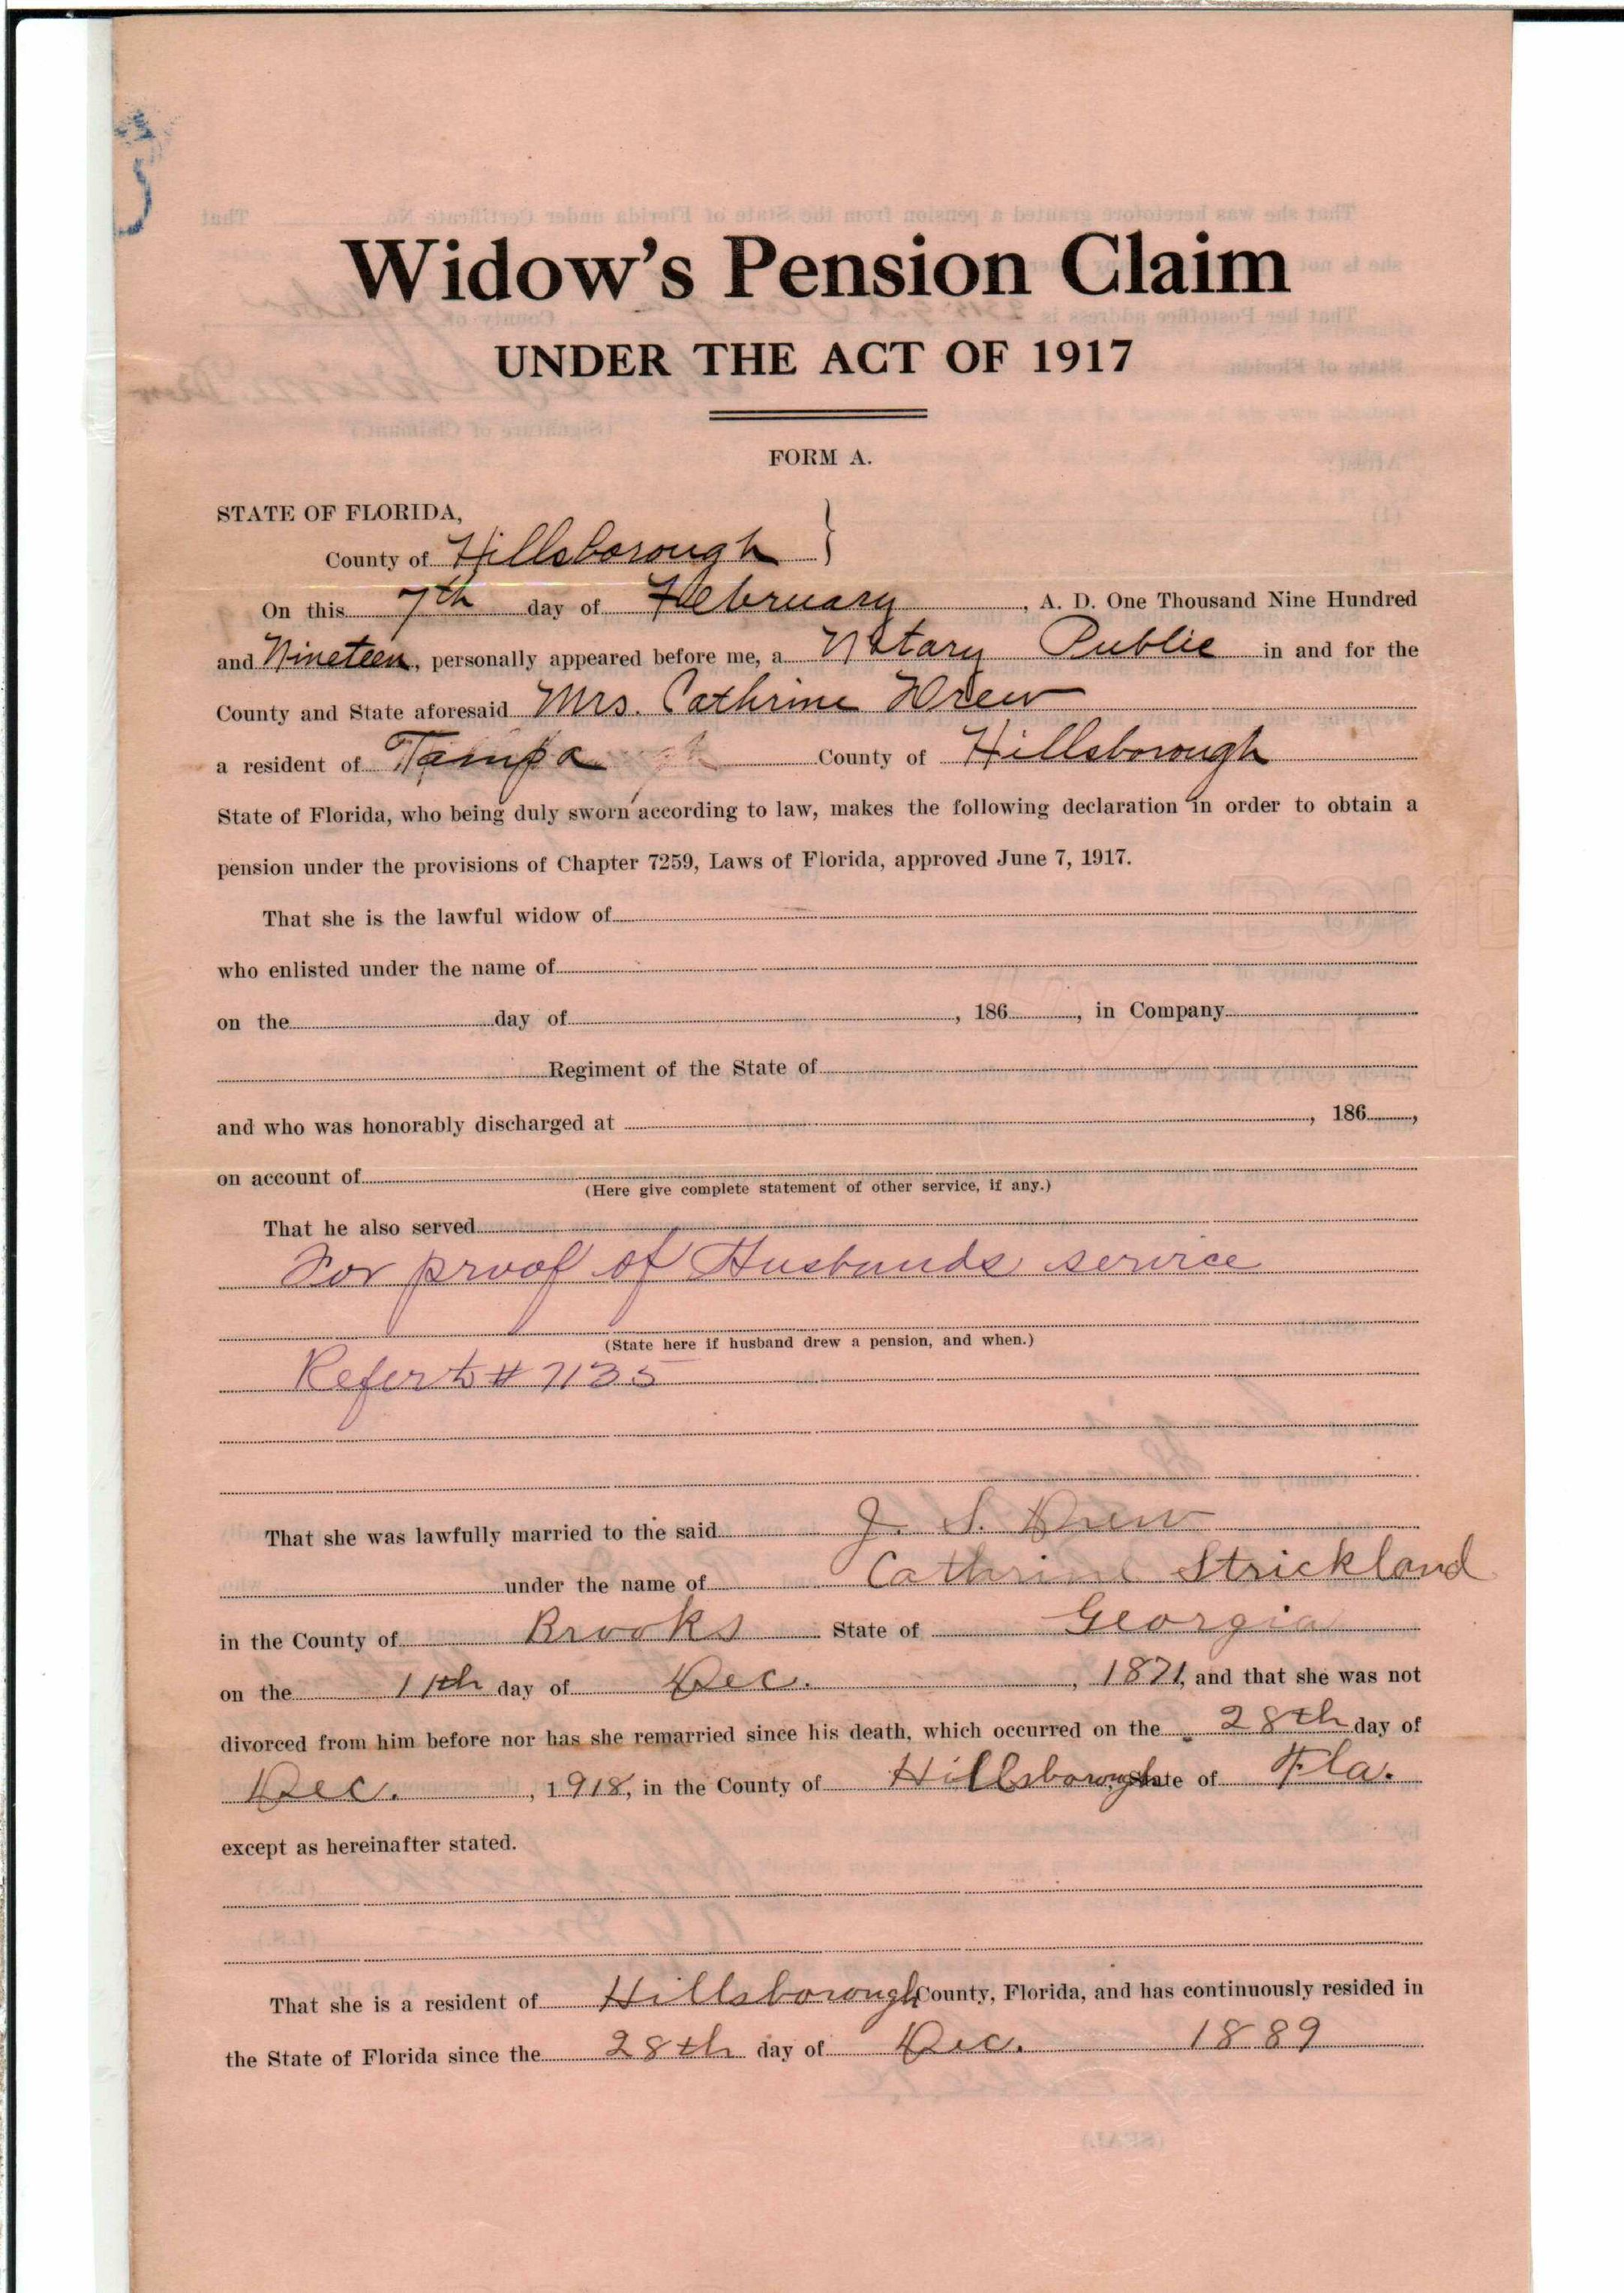 Widow's Pension Claim
UNDER THE ACT OF 1917
FORM A.
STATE OF FLORIDA,
County of Hillsborough
On this 7th day of February, A. D. One Thousand Nine Hundred
and Nineteen, personally appeared before me, a Notary Public in and for the
County and State aforesaid Mrs. Cathrine Drew
a resident of Tampa County of Hillsborough
State of Florida, who being duly sworn according to law, makes the following declaration in order to obtain a
pension under the provisions of Chapter 7259, Laws of Florida, approved June 7, 1917.
That she is the lawful widow of
who enlisted under the name of
on the day of , 186 , in Company
Regiment of the State of
and who was honorably discharged at , 186 ,
on account of
(Here give complete statement of other service, if any.)
That he also served
For proof of Husbands service
(State here if husband drew a pension, and when.)
Refer to # 7135
That she was lawfully married to the said J. S. Drew
under the name of Cathrine Strickland
in the County of Brooks State of Georgia
on the 11th day of Dec. , 1871, and that she was not
divorced from him before nor has she remarried since his death, which occurred on the 28th day of
Dec. , 1918, in the County of Hillsborough State of Fla.
except as hereinafter stated.
That she is a resident of Hillsborough County, Florida, and has continuously resided in
the State of Florida since the 28th day of Dec. 1889